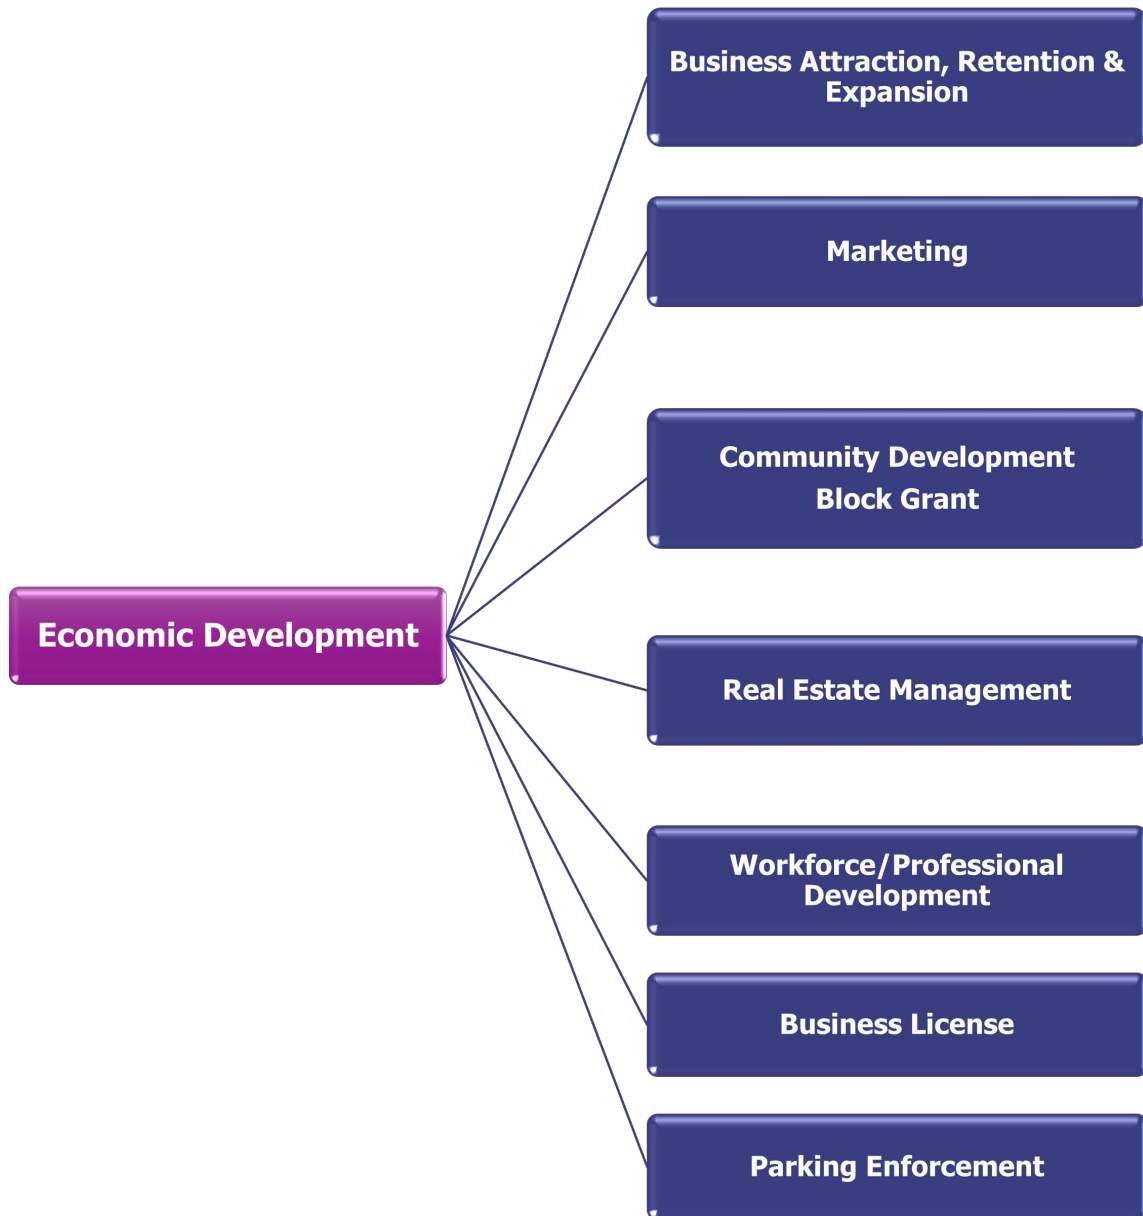 Business Attraction, Retention &
Expansion
Marketing
Community Development
Block Grant
Economic Development
Real Estate Management
Workforce/Professional
Development
Business License
Parking Enforcement